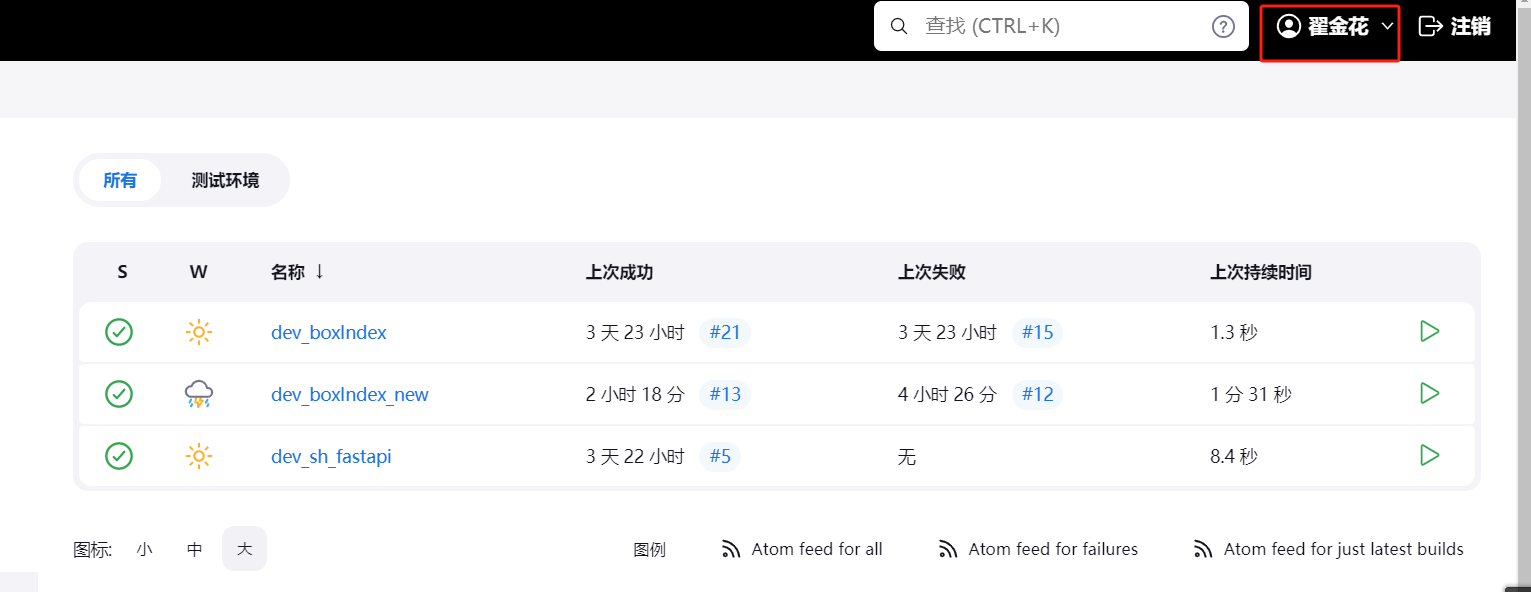 查找 (CTRL+K) 翟金花 注销
所有 测试环境
S W 名称 ↓ 上次成功 上次失败 上次持续时间
dev_boxIndex 3 天 23 小时 #21 3 天 23 小时 #15 1.3 秒
dev_boxIndex_new 2 小时 18 分 #13 4 小时 26 分 #12 1 分 31 秒
dev_sh_fastapi 3 天 22 小时 #5 无 8.4 秒
图标: 小 中 大 图例 Atom feed for all Atom feed for failures Atom feed for just latest builds